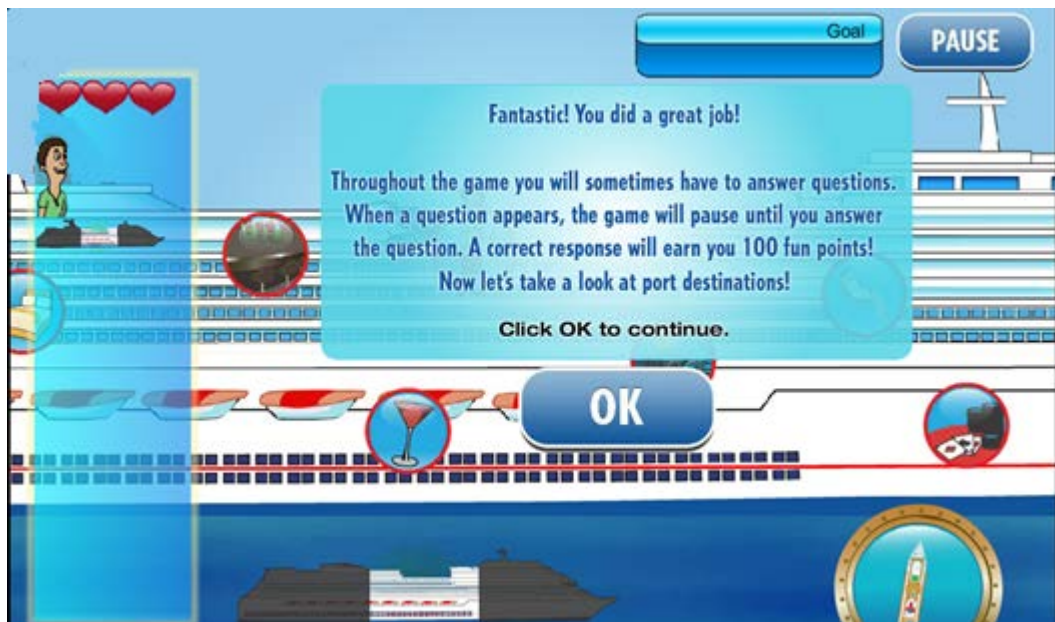 Goal
PAUSE
Fantastic! You did a great job!
Throughout the game you will sometimes have to answer questions.
When a question appears, the game will pause until you answer
the question. A correct response will earn you 100 fun points!
Now let's take a look at port destinations!
Click OK to continue.
OK